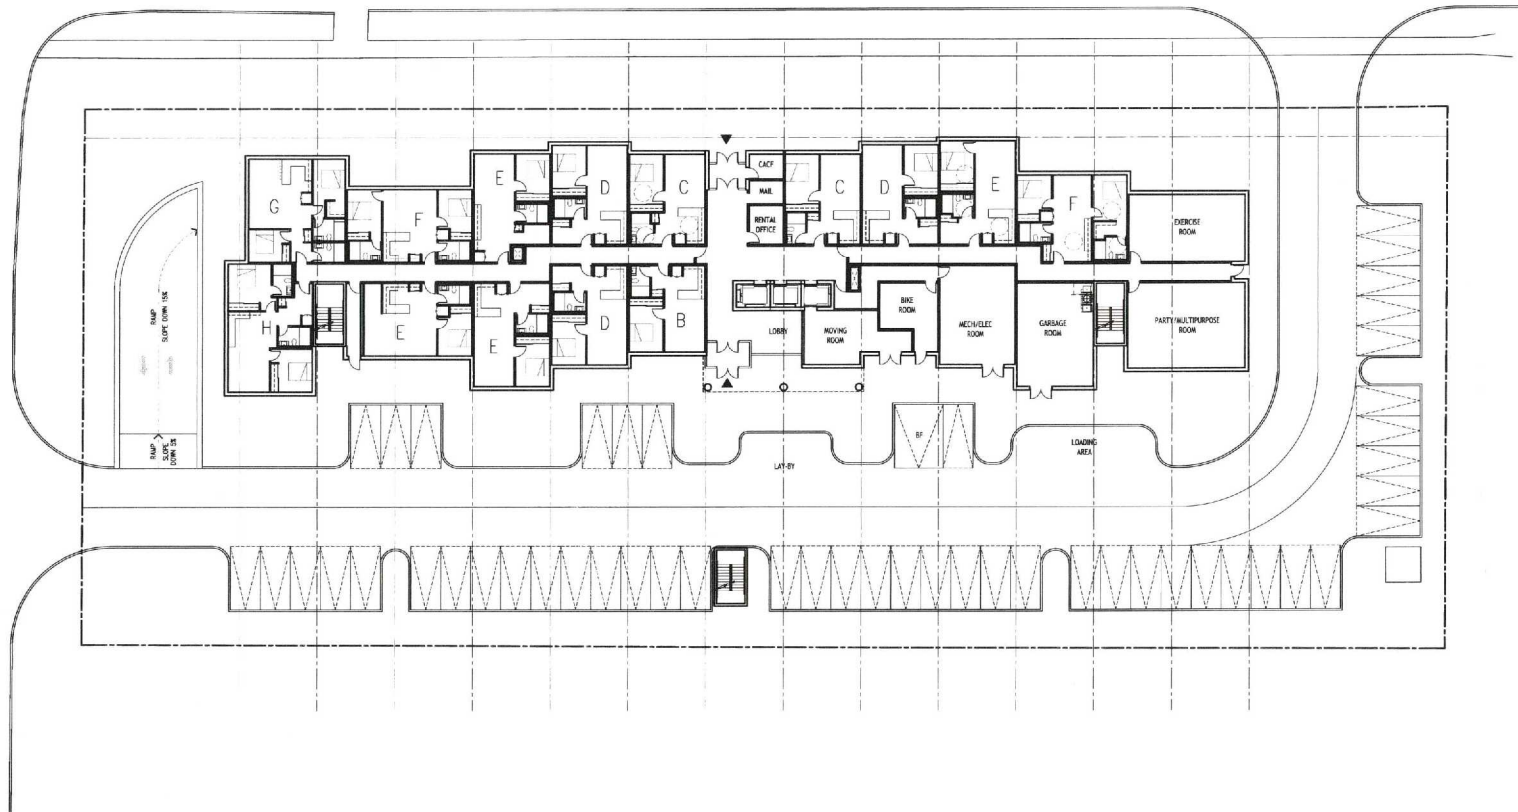 CACF
MAIL
RENTAL
OFFICE
G
F
E
D
C
C
D
E
F
EXERCISE
ROOM
RAMP
SLOPE DOWN 15%
H
E
E
D
B
LOBBY
MOVING
ROOM
BIKE
ROOM
MECH/ELEC
ROOM
GARBAGE
ROOM
PARTY/MULTIPURPOSE
ROOM
RAMP
SLOPE
DOWN 5%
LAY-BY
BF
LOADING
AREA